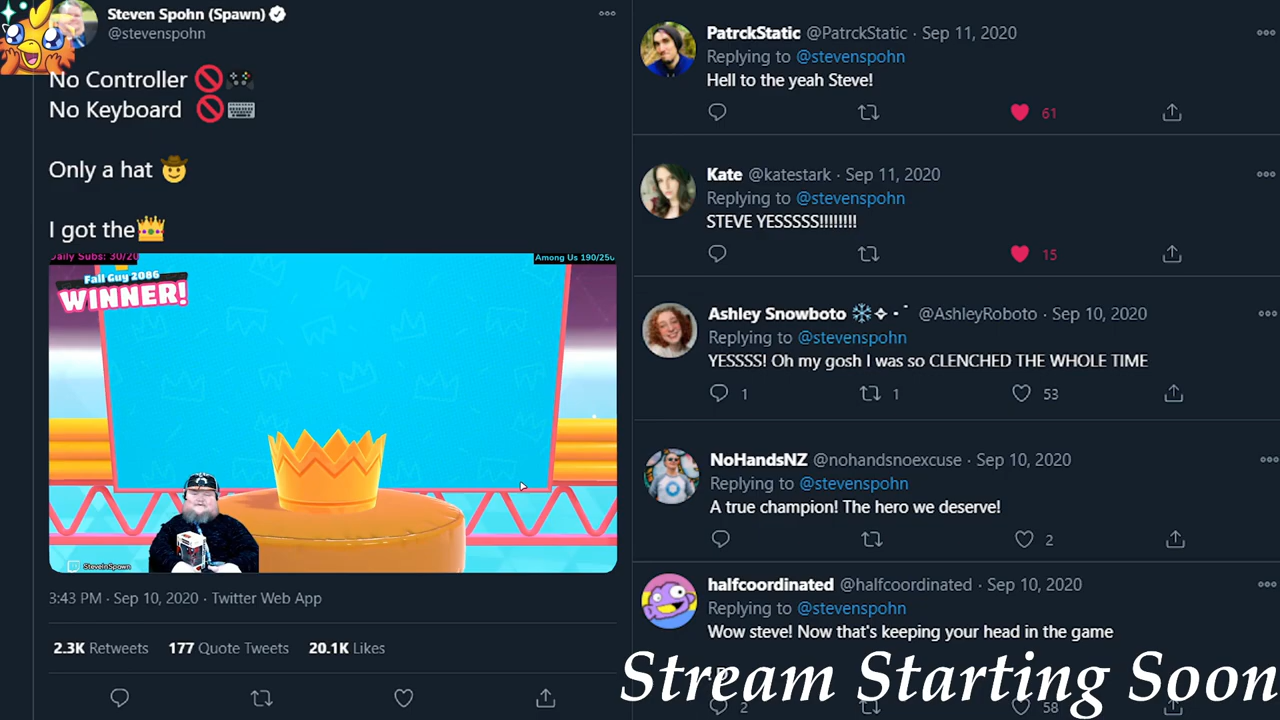 Steven Spohn (Spawn)
@stevenspohn
No Controller 🚫🎮
No Keyboard 🚫⌨
Only a hat 🤠
I got the👑
Daily Subs: 30/20
Among Us 190/250
Fall Guy 2086
WINNER!
SteveInSpawn
3:43 PM · Sep 10, 2020 · Twitter Web App
2.3K Retweets 177 Quote Tweets 20.1K Likes
PatrckStatic @PatrckStatic · Sep 11, 2020
Replying to @stevenspohn
Hell to the yeah Steve!
61
Kate @katestark · Sep 11, 2020
Replying to @stevenspohn
STEVE YESSSSS!!!!!!!!
15
Ashley Snowboto ❄ @AshleyRoboto · Sep 10, 2020
Replying to @stevenspohn
YESSSS! Oh my gosh I was so CLENCHED THE WHOLE TIME
1 1 53
NoHandsNZ @nohandsnoexcuse · Sep 10, 2020
Replying to @stevenspohn
A true champion! The hero we deserve!
2
halfcoordinated @halfcoordinated · Sep 10, 2020
Replying to @stevenspohn
Wow steve! Now that's keeping your head in the game
Stream Starting Soon
2 58